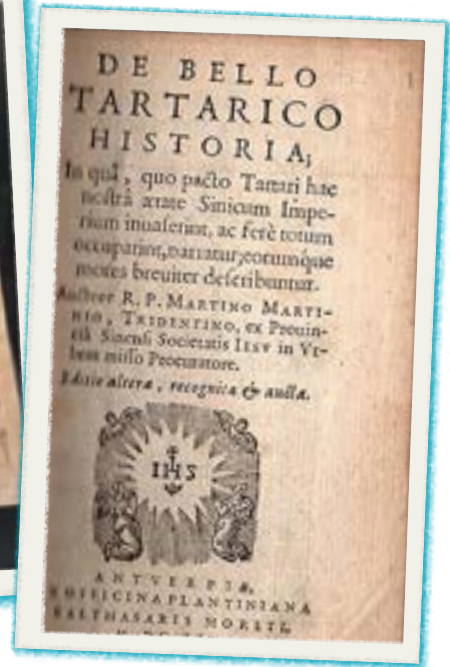 DE BELLO
TARTARICO
HISTORIA;
In quâ, quo pacto Tartari hac
nostrâ ætate Sinicum Impe-
rium inuaserint, ac ferè totum
occuparint, narratur; eorumque
mores breuiter describuntur.
Auctore R. P. MARTINO MARTI-
NIO, TRIDENTINO, ex Prouin-
ciâ Sinensi Societatis IESV in Vr-
bem misso Procuratore.
Editio altera, recognita & aucta.
IHS
ANTVERPIÆ,
OFFICINA PLANTINIANA
BALTHASARIS MORETI,